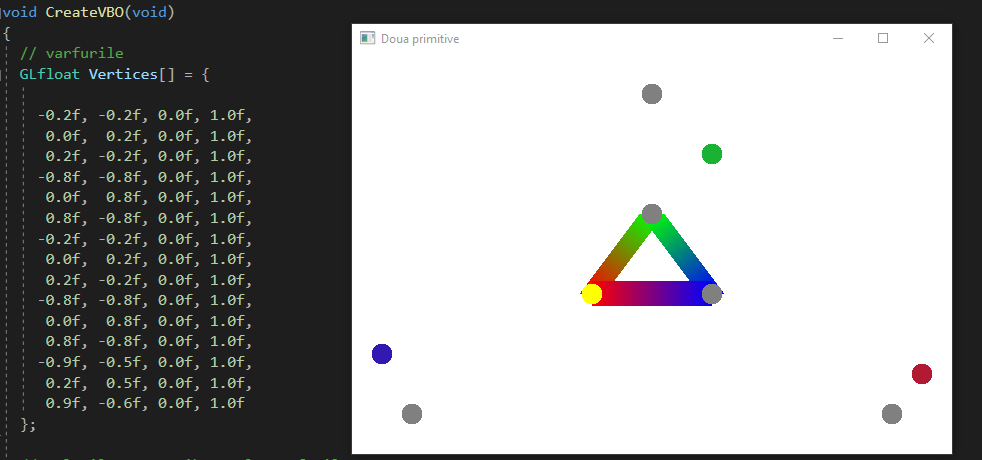 void CreateVBO(void)
{
// varfurile
GLfloat Vertices[] = {
-0.2f, -0.2f, 0.0f, 1.0f,
0.0f, 0.2f, 0.0f, 1.0f,
0.2f, -0.2f, 0.0f, 1.0f,
-0.8f, -0.8f, 0.0f, 1.0f,
0.0f, 0.8f, 0.0f, 1.0f,
0.8f, -0.8f, 0.0f, 1.0f,
-0.2f, -0.2f, 0.0f, 1.0f,
0.0f, 0.2f, 0.0f, 1.0f,
0.2f, -0.2f, 0.0f, 1.0f,
-0.8f, -0.8f, 0.0f, 1.0f,
0.0f, 0.8f, 0.0f, 1.0f,
0.8f, -0.8f, 0.0f, 1.0f,
-0.9f, -0.5f, 0.0f, 1.0f,
0.2f, 0.5f, 0.0f, 1.0f,
0.9f, -0.6f, 0.0f, 1.0f
};
Doua primitive